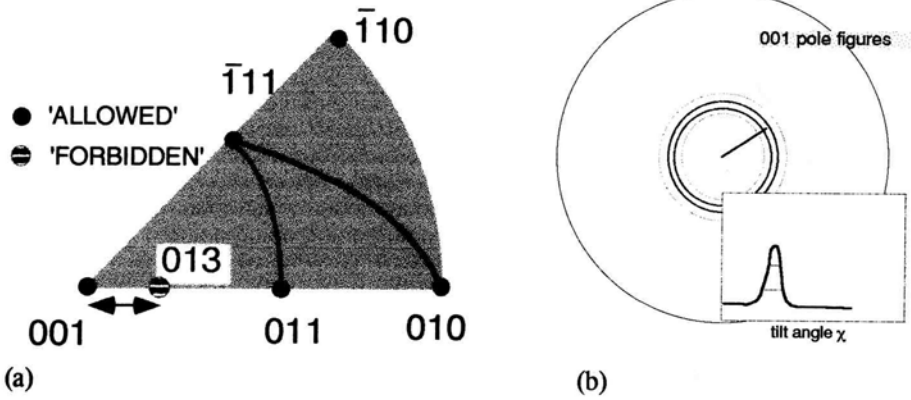 1̅10
1̅11
● 'ALLOWED'
'FORBIDDEN'
013
001
011
010
(a)
001 pole figures
tilt angle χ
(b)